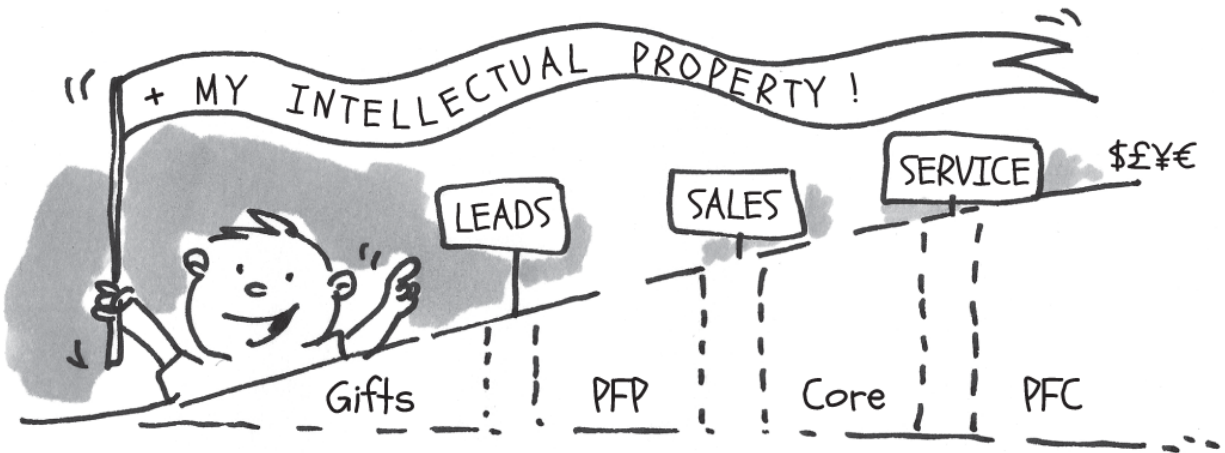 + MY INTELLECTUAL PROPERTY!
LEADS
SALES
SERVICE
$£¥€
Gifts
PFP
Core
PFC